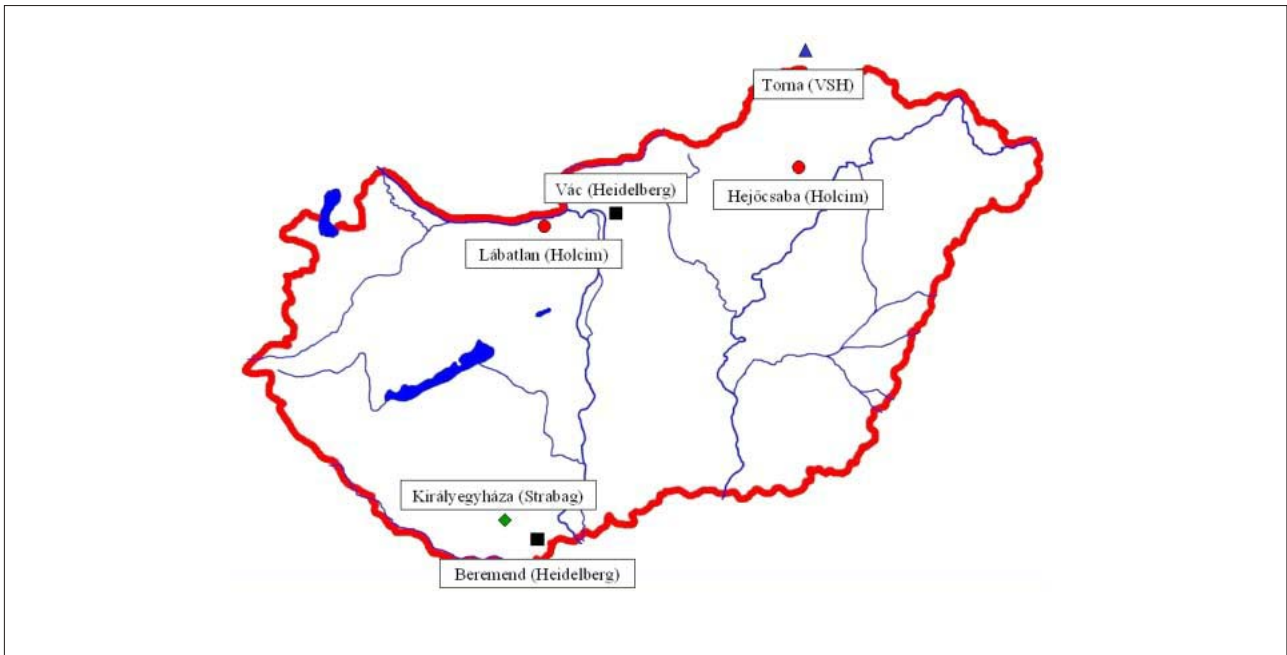 Torna (VSH)
Vác (Heidelberg)
Hejőcsaba (Holcim)
Lábatlan (Holcim)
Királyegyháza (Strabag)
Beremend (Heidelberg)